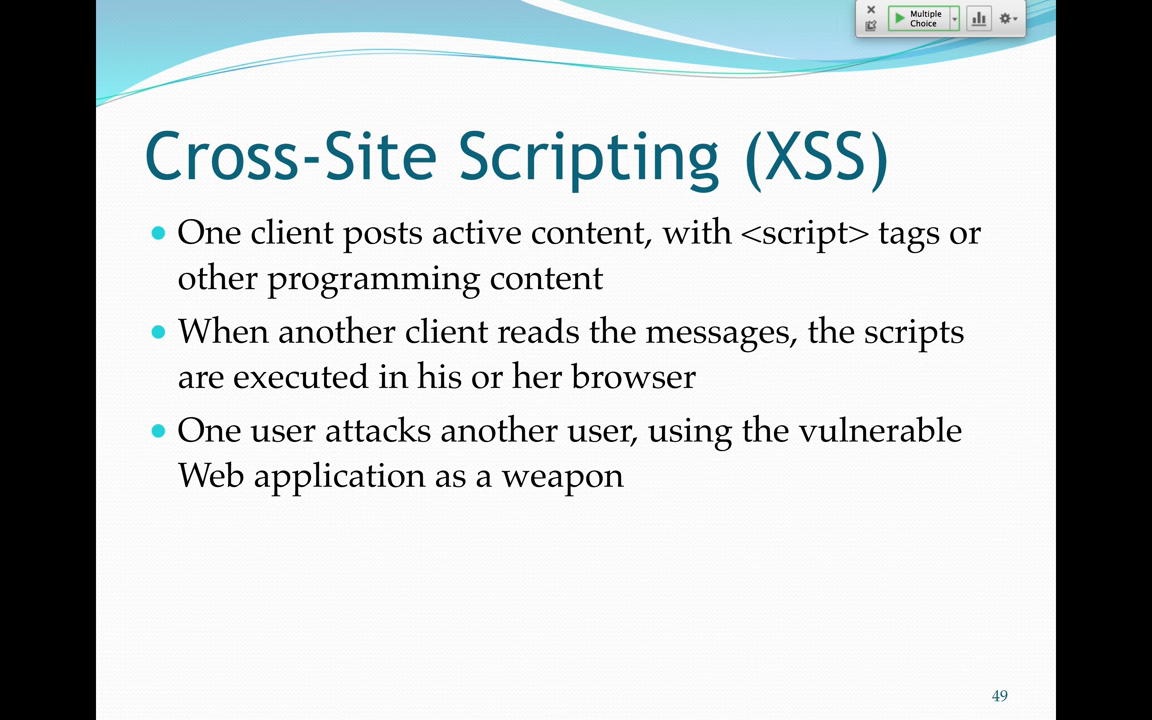 Multiple
Choice
Cross-Site Scripting (XSS)
One client posts active content, with <script> tags or
other programming content
When another client reads the messages, the scripts
are executed in his or her browser
One user attacks another user, using the vulnerable
Web application as a weapon
49